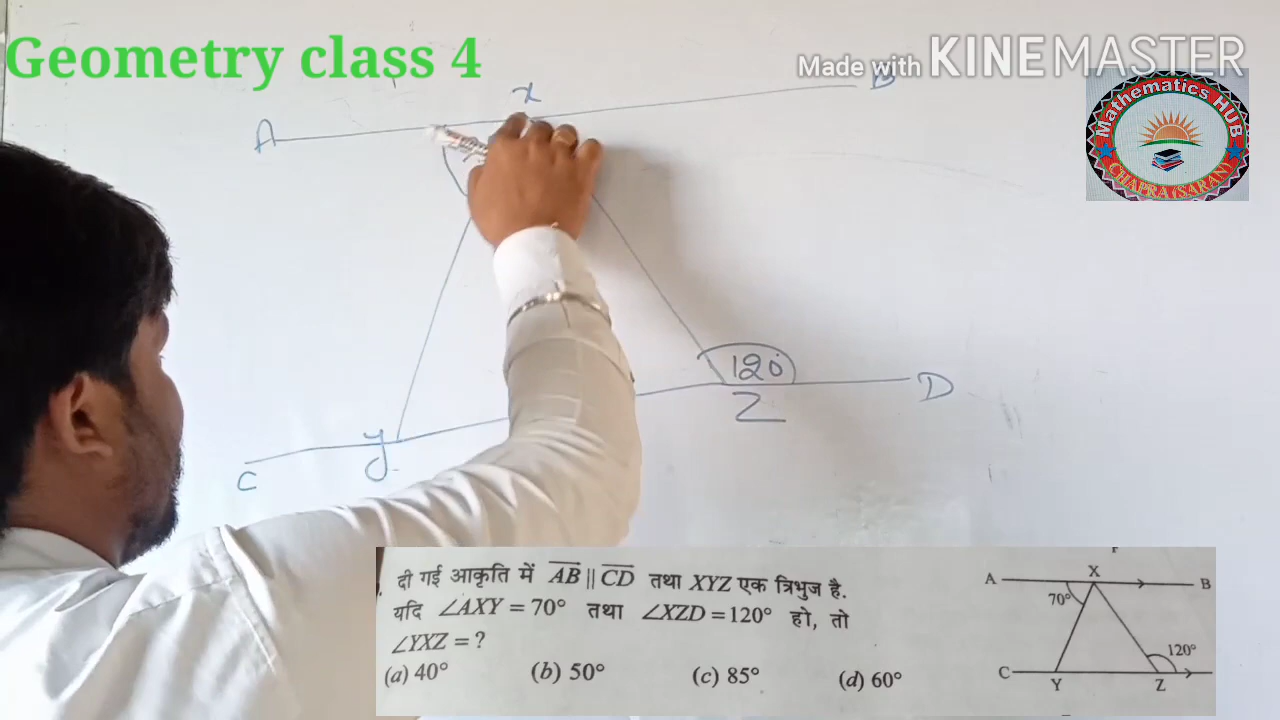 Geometry class 4
Made with KINEMASTER
Mathematics HUB
CHAPRA (SARAN)
x
A
B
120°
Z
D
y
C
दी गई आकृति में AB || CD तथा XYZ एक त्रिभुज है.
यदि ∠AXY = 70° तथा ∠XZD = 120° हो, तो
∠YXZ = ?
(a) 40° (b) 50° (c) 85° (d) 60°
A X B
70°
120°
C Y Z